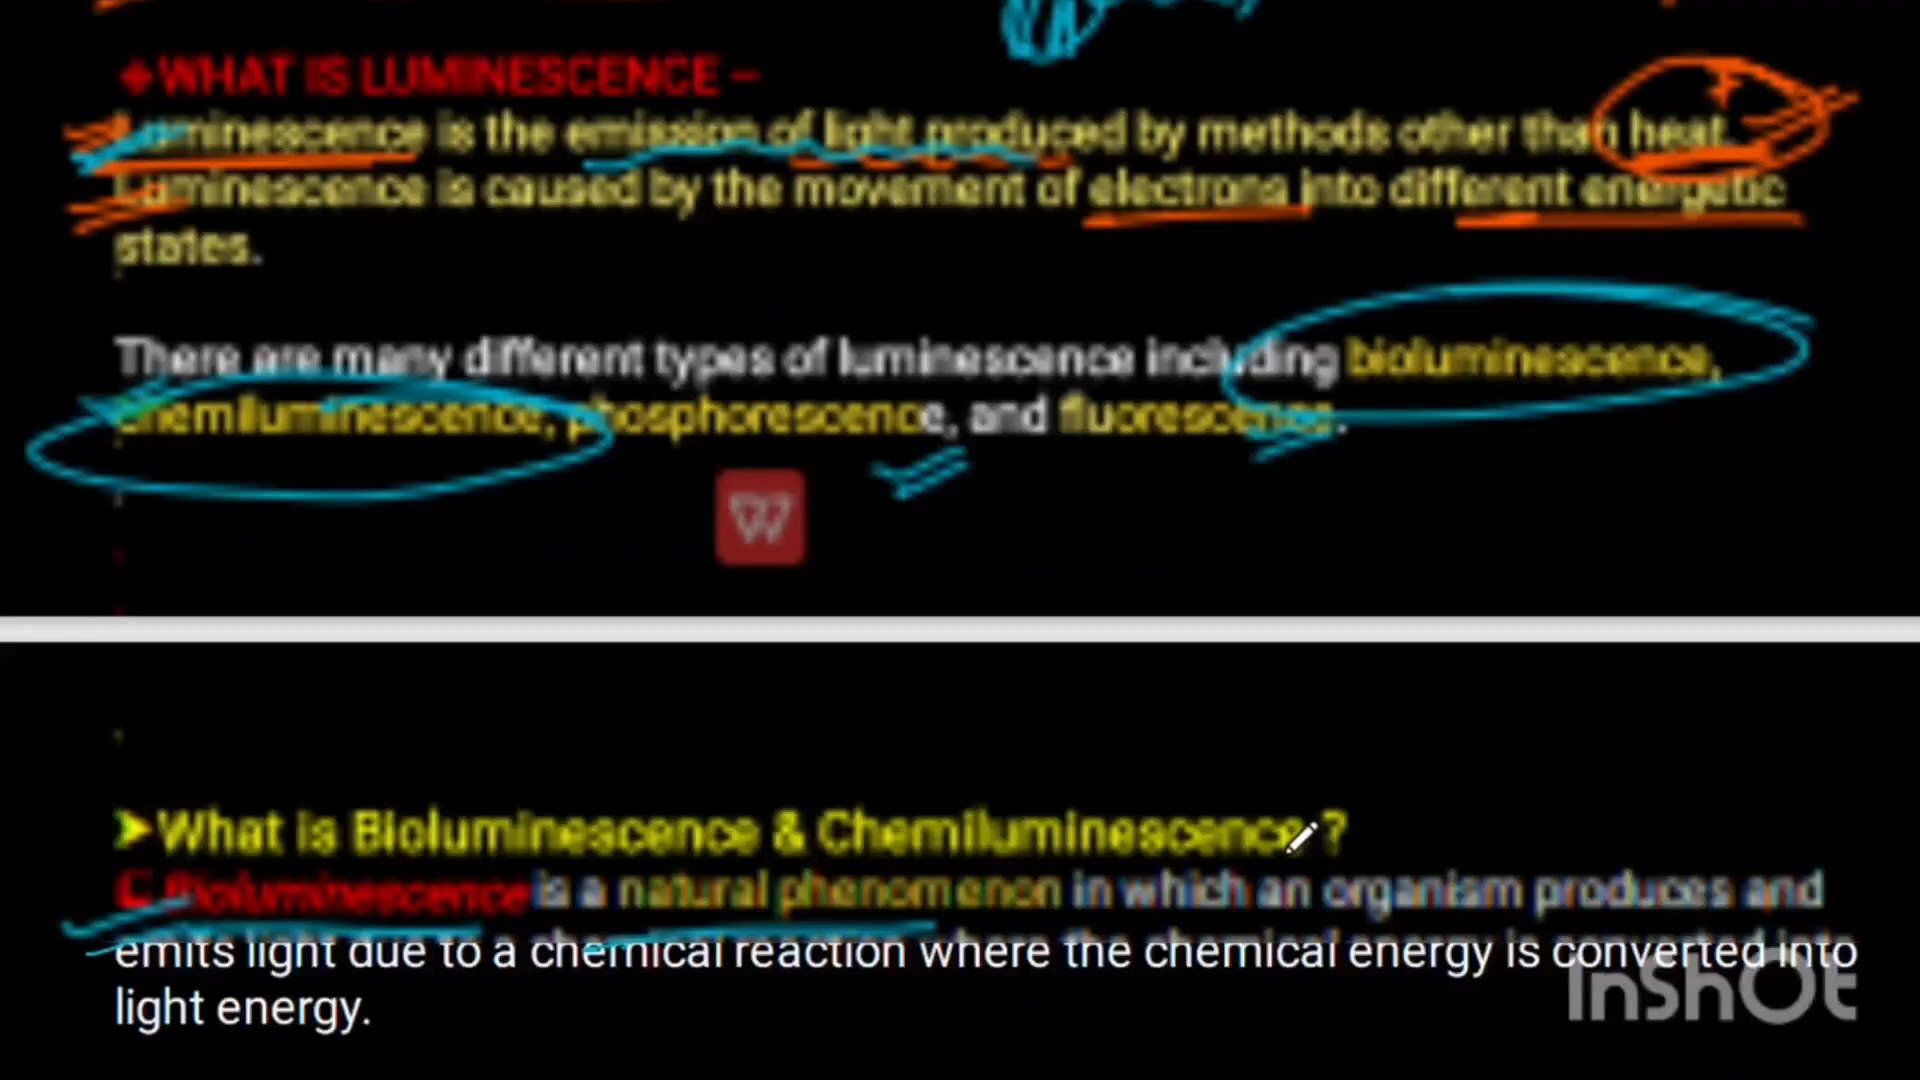 ❖WHAT IS LUMINESCENCE –
Luminescence is the emission of light produced by methods other than heat.
Luminescence is caused by the movement of electrons into different energetic
states.
There are many different types of luminescence including bioluminescence,
chemiluminescence, phosphorescence, and fluorescence.
W
➤What is Bioluminescence & Chemiluminescence ?
Bioluminescence is a natural phenomenon in which an organism produces and
emits light due to a chemical reaction where the chemical energy is converted into
light energy.
InShOt